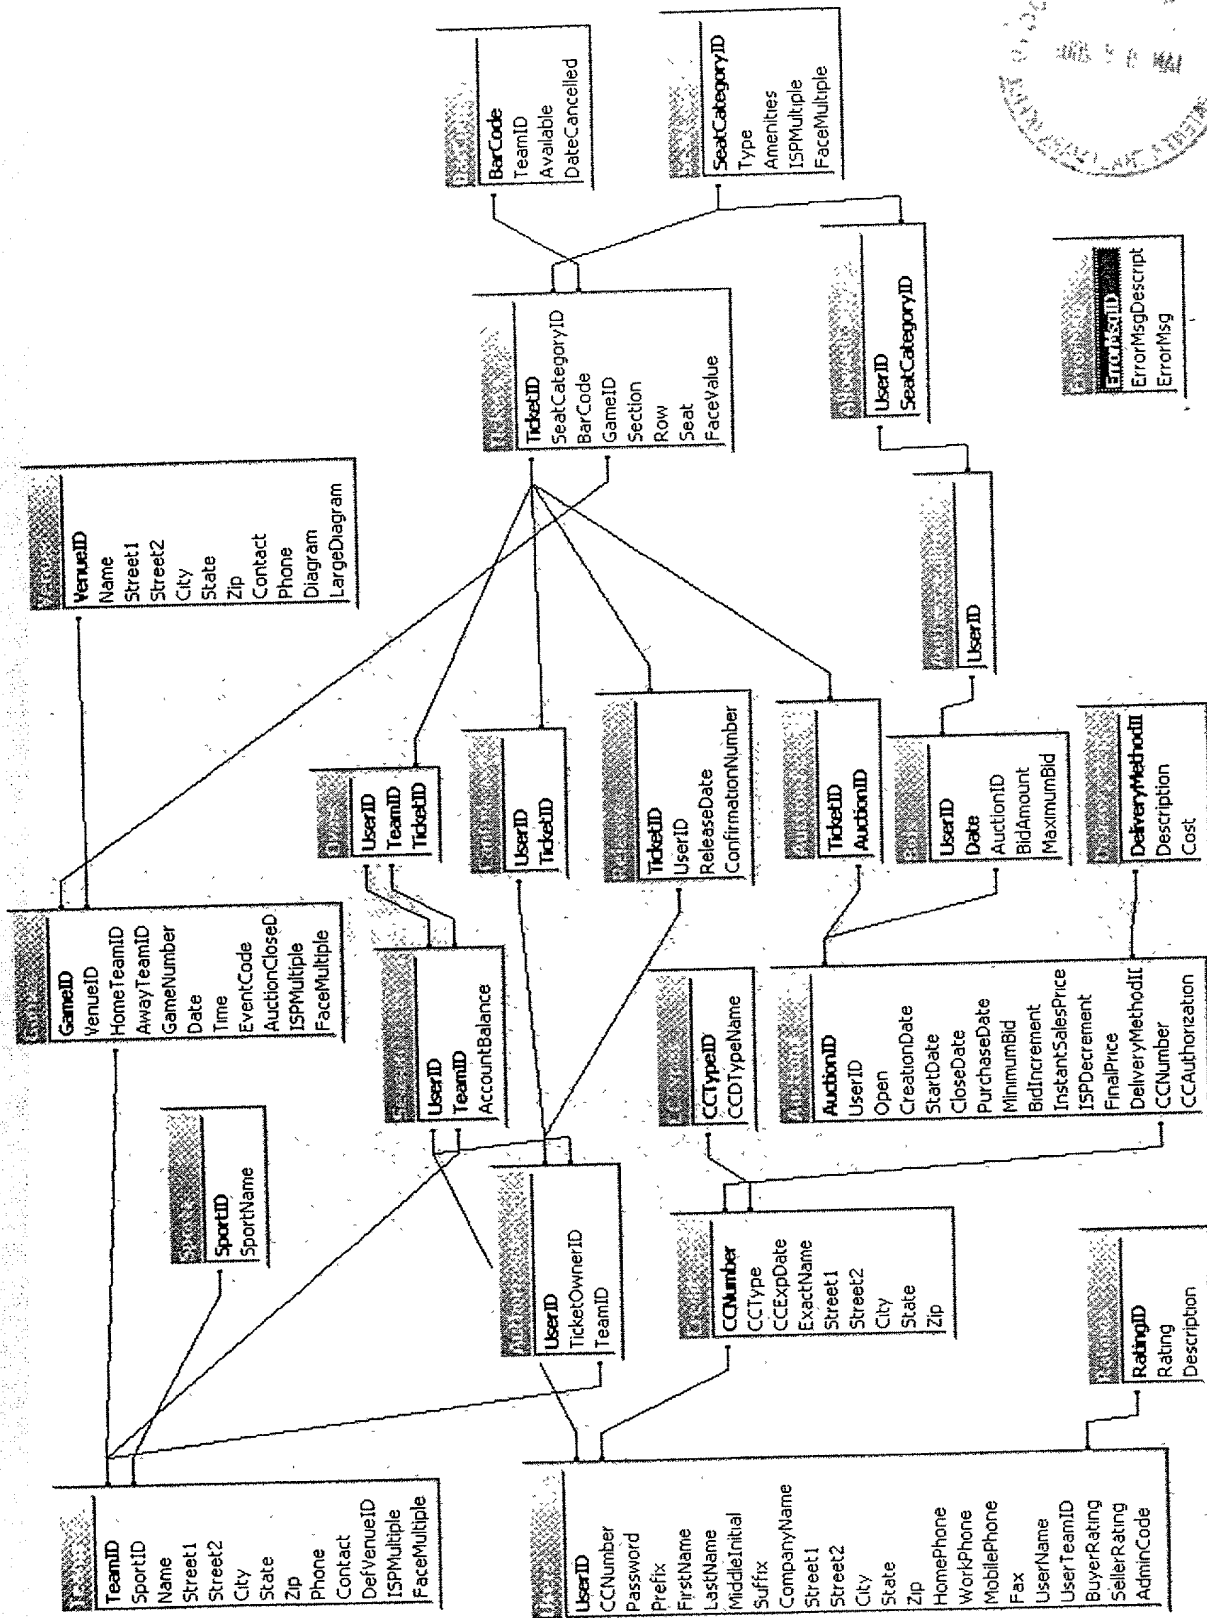 TeamID
SportID
Name
Street1
Street2
City
State
Zip
Phone
Contact
DefVenueID
ISPMultiple
FaceMultiple
SportID
SportName
GameID
VenueID
HomeTeamID
AwayTeamID
GameNumber
Date
Time
EventCode
AuctionClosedD
ISPMultiple
FaceMultiple
Venue
VenueID
Name
Street1
Street2
City
State
Zip
Contact
Phone
Diagram
LargeDiagram
UserID
TeamID
AccountBalance
UserID
TeamID
TicketID
UserID
TicketOwnerID
TeamID
UserID
TicketID
TicketID
UserID
ReleaseDate
ConfirmationNumber
TicketID
SeatCategoryID
BarCode
GameID
Section
Row
Seat
FaceValue
BarCode
TeamID
Available
DateCancelled
SeatCategoryID
Type
Amenities
ISPMultiple
FaceMultiple
UserID
CCNumber
Password
Prefix
FirstName
LastName
MiddleInitial
Suffix
CompanyName
Street1
Street2
City
State
Zip
HomePhone
WorkPhone
MobilePhone
Fax
UserName
UserTeamID
BuyerRating
SellerRating
AdminCode
CCNumber
CCType
CCExpDate
ExactName
Street1
Street2
City
State
Zip
CCTypeID
CCDTypeName
AuctionID
UserID
Open
CreationDate
StartDate
CloseDate
PurchaseDate
MinimumBid
BidIncrement
InstantSalesPrice
ISPDecrement
FinalPrice
DeliveryMethodII
CCNumber
CCAuthorization
TicketID
AuctionID
UserID
Date
AuctionID
BidAmount
MaximumBid
UserID
UserID
SeatCategoryID
RatingID
Rating
Description
DeliveryMethodII
Description
Cost
ErrorMsgID
ErrorMsgDescript
ErrorMsg